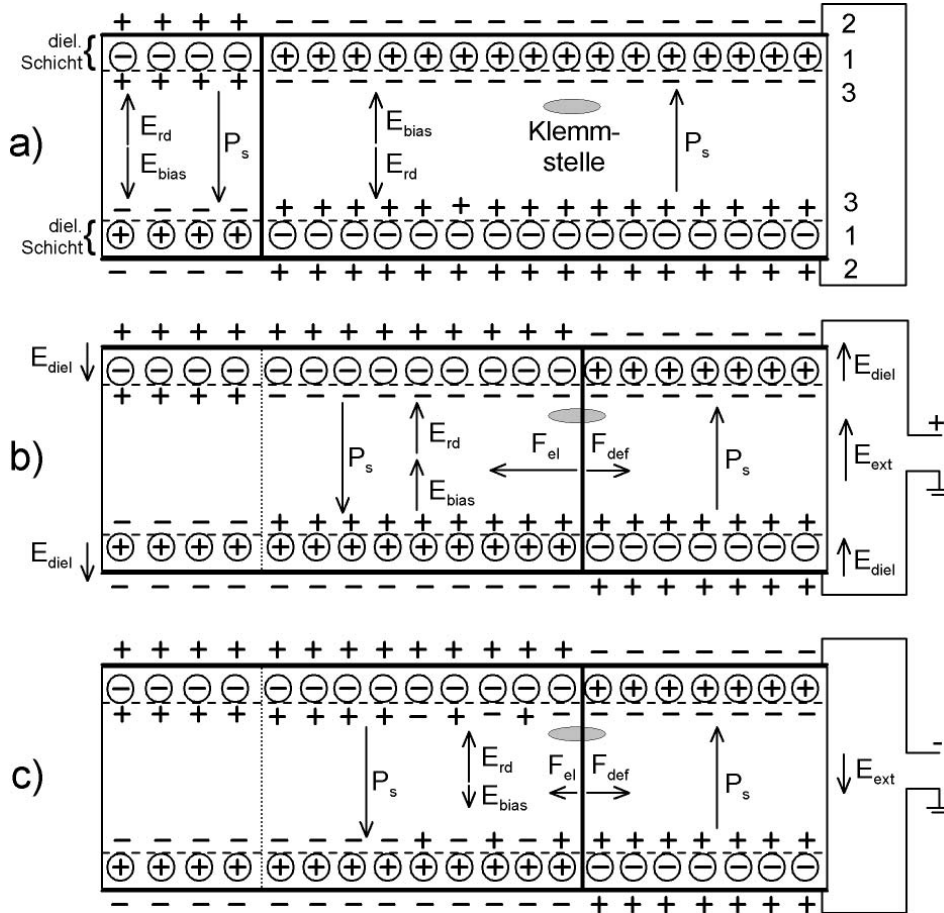 a)
diel.
Schicht
+ + + + − − − − − − − − − − − − − − 2
− − − − + + + + + + + + + + + + + + 1
+ + + + − − − − − − − − − − − − − − 3
E_rd
E_bias
P_s
E_bias
E_rd
Klemm-
stelle
P_s
− − − − + + + + + + + + + + + + + + 3
diel.
Schicht
+ + + + − − − − − − − − − − − − − − 1
− − − − + + + + + + + + + + + + + + 2
b)
+ + + + + + + + + + + + + − − − − − − −
E_diel
− − − − − − − − − − − − − + + + + + + +
+ + + + − − − − − − − − − − − − − − − −
E_diel
P_s
E_rd
E_bias
F_el
F_def
P_s
E_ext
+
− − − − + + + + + + + + + + + + + + + +
E_diel
+ + + + + + + + + + + + + − − − − − − −
E_diel
− − − − − − − − − − − − − + + + + + + +
c)
+ + + + + + + + + + + + + − − − − − − −
− − − − − − − − − − − − − + + + + + + +
+ + + + + + + + − + − + − − − − − − − −
P_s
E_rd
E_bias
F_el
F_def
P_s
E_ext
-
− − − − − − − − + − + − + + + + + + + +
+ + + + + + + + + + + + + − − − − − − −
− − − − − − − − − − − − − + + + + + + +